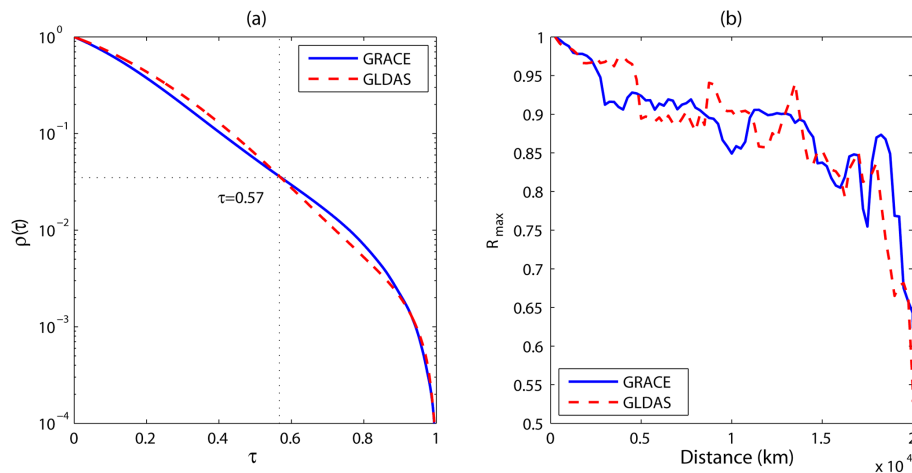 (a)
10^0
10^-1
10^-2
10^-3
10^-4
ρ(τ)
GRACE
GLDAS
τ=0.57
0 0.2 0.4 0.6 0.8 1
τ
(b)
1
0.95
0.9
0.85
0.8
0.75
0.7
0.65
0.6
0.55
0.5
R_max
GRACE
GLDAS
0 0.5 1 1.5 2
Distance (km)
x 10^4